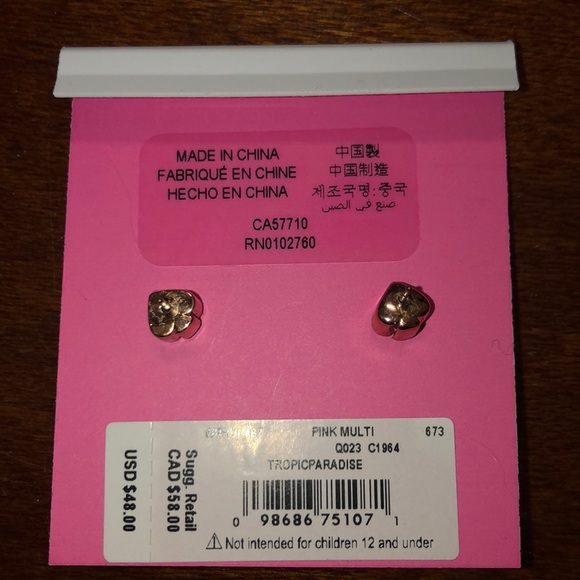 MADE IN CHINA
FABRIQUÉ EN CHINE
HECHO EN CHINA
中国製
中国制造
제조국명:중국
صنع في الصين
CA57710
RN0102760
PINK MULTI 673
Q023 C1964
TROPICPARADISE
0 98686 75107 1
⚠ Not intended for children 12 and under
Sugg. Retail
CAD $58.00
USD $48.00